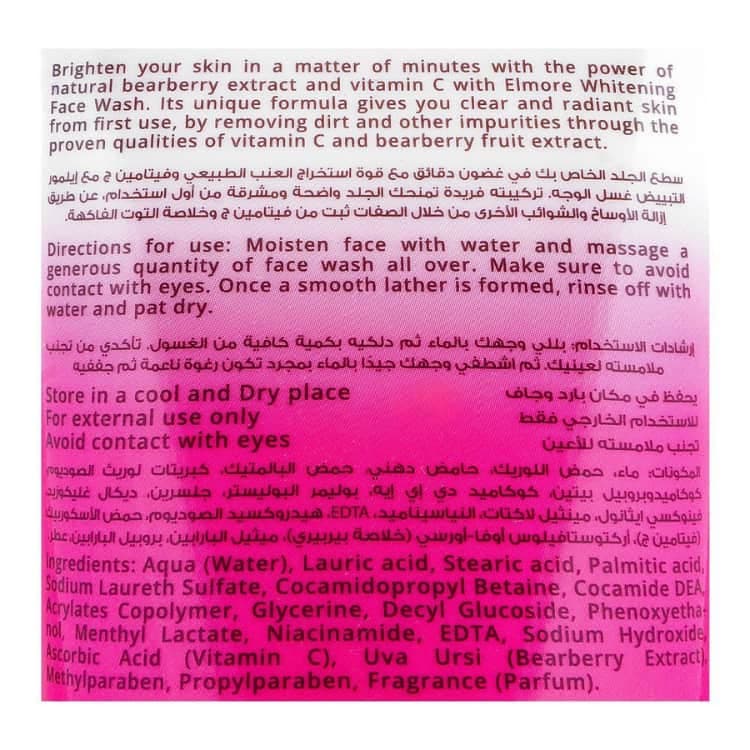 Brighten your skin in a matter of minutes with the power of
natural bearberry extract and vitamin C with Elmore Whitening
Face Wash. Its unique formula gives you clear and radiant skin
from first use, by removing dirt and other impurities through the
proven qualities of vitamin C and bearberry fruit extract.
سطع الجلد الخاص بك في غضون دقائق مع قوة استخراج العنب الطبيعي وفيتامين ج مع إيلمور
التبييض غسل الوجه. تركيبته فريدة تمنحك الجلد واضحة ومشرقة من أول استخدام، عن طريق
إزالة الأوساخ والشوائب الأخرى من خلال الصفات ثبت من فيتامين ج وخلاصة التوت الفاكهة.
Directions for use: Moisten face with water and massage a
generous quantity of face wash all over. Make sure to avoid
contact with eyes. Once a smooth lather is formed, rinse off with
water and pat dry.
إرشادات الاستخدام: بللي وجهك بالماء ثم دلكيه بكمية كافية من الغسول. تأكدي من تجنب
ملامسته لعينيك. ثم اشطفي وجهك جيدًا بالماء بمجرد تكون رغوة ناعمة ثم جففيه
Store in a cool and Dry place يحفظ في مكان بارد وجاف
For external use only للاستخدام الخارجي فقط
Avoid contact with eyes تجنب ملامسته للأعين
المكونات: ماء، حمض اللوريك، حامض دهني، حمض البالمتيك، كبريتات لوريث الصوديوم
كوكاميدوبروبيل بيتين، كوكاميد دي إي إيه، بوليمر البوليستر، جلسرين، ديكال غليكوزيد
فينوكسي إيثانول، مينثيل لاكتات، النياسيناميد، EDTA، هيدروكسيد الصوديوم، حمض الأسكوربيك
(فيتامين ج)، أركتوستافيلوس أوفا-أورسي (خلاصة بيربيري)، ميثيل البارابين، بروبيل البارابين، عطر.
Ingredients: Aqua (Water), Lauric acid, Stearic acid, Palmitic acid,
Sodium Laureth Sulfate, Cocamidopropyl Betaine, Cocamide DEA,
Acrylates Copolymer, Glycerine, Decyl Glucoside, Phenoxyetha-
nol, Menthyl Lactate, Niacinamide, EDTA, Sodium Hydroxide,
Ascorbic Acid (Vitamin C), Uva Ursi (Bearberry Extract),
Methylparaben, Propylparaben, Fragrance (Parfum).